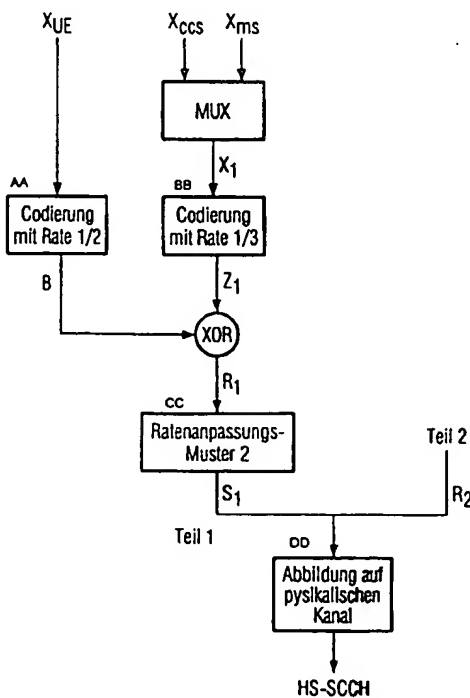 X_UE X_ccs X_ms
MUX
X_1
AA BB
Codierung
mit Rate 1/2
Codierung
mit Rate 1/3
B Z_1
XOR
R_1
CC
Ratenanpassungs-
Muster 2
Teil 2
S_1 R_2
Teil 1
DD
Abbildung auf
pysikalischen
Kanal
HS-SCCH